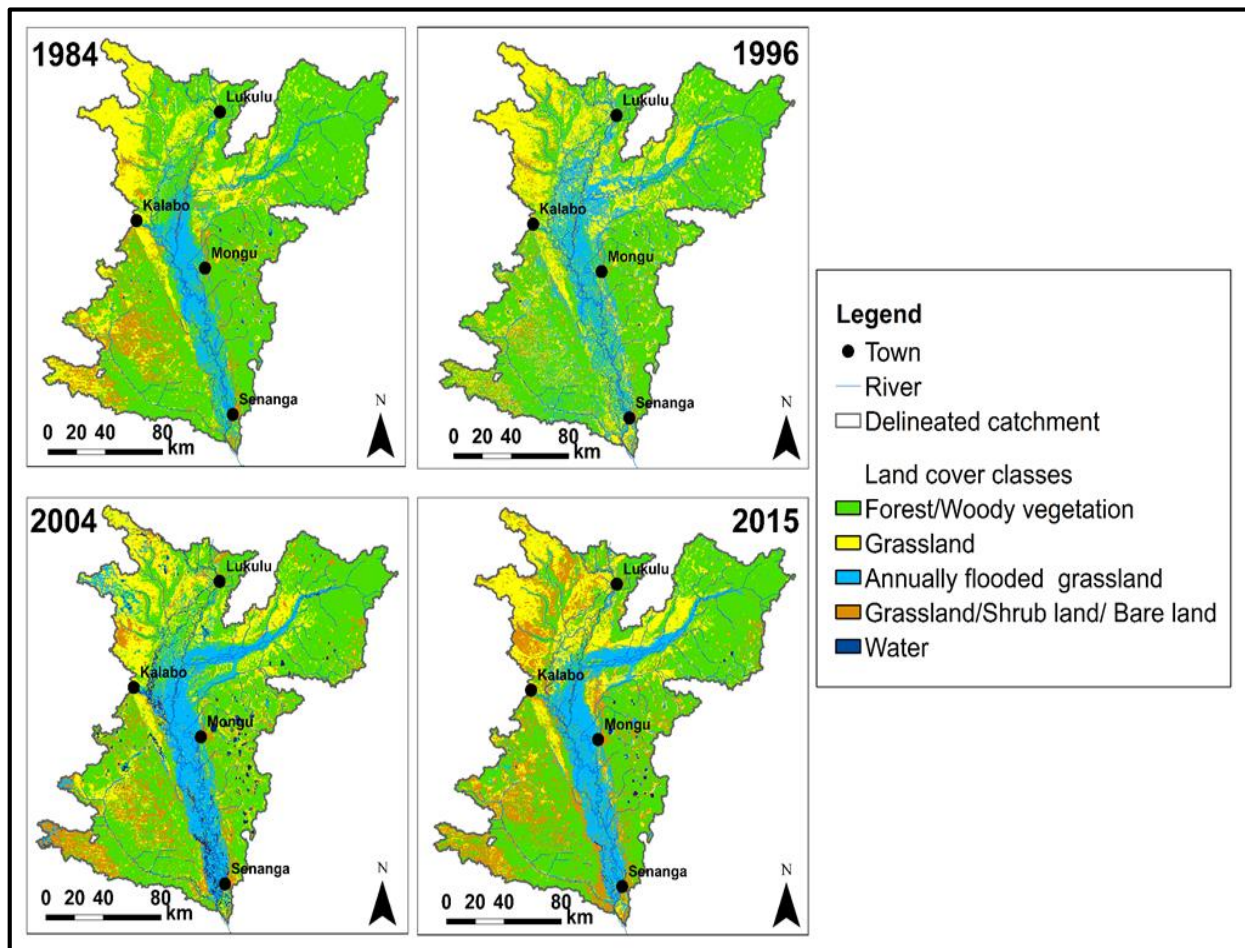 1984
Lukulu
Kalabo
Mongu
Senanga
N
0 20 40 80
km
1996
Lukulu
Kalabo
Mongu
Senanga
N
0 20 40 80
km
2004
Lukulu
Kalabo
Mongu
Senanga
N
0 20 40 80
km
2015
Lukulu
Kalabo
Mongu
Senanga
N
0 20 40 80
km
Legend
Town
River
Delineated catchment
Land cover classes
Forest/Woody vegetation
Grassland
Annually flooded grassland
Grassland/Shrub land/ Bare land
Water